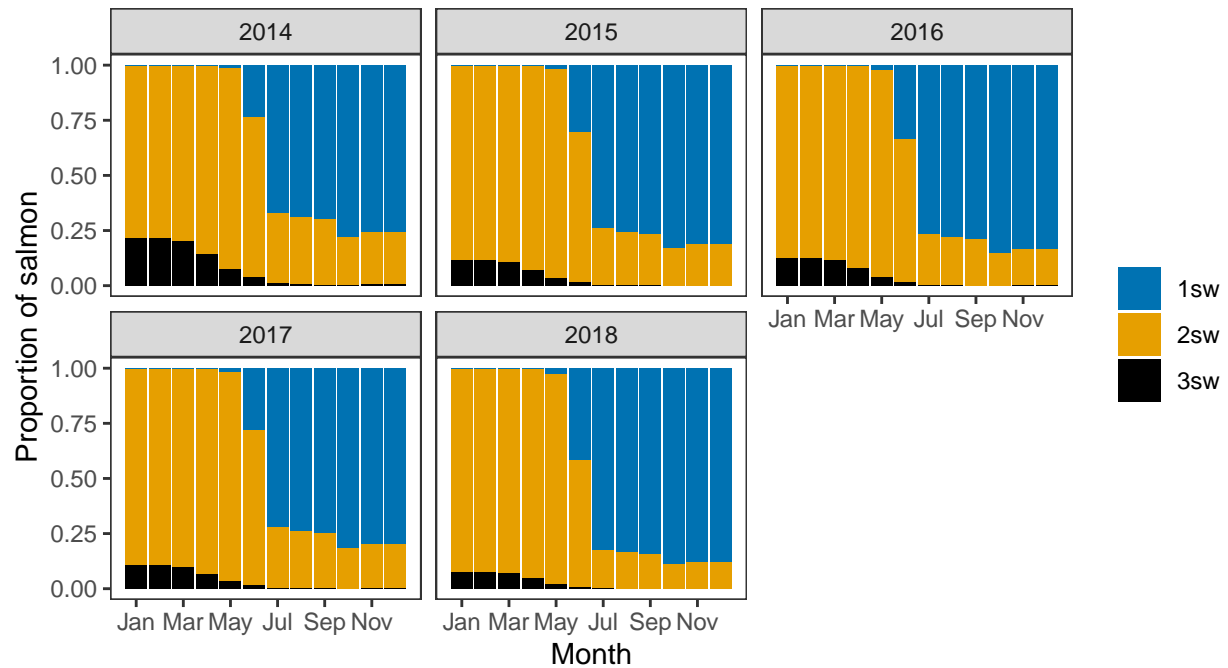 2014 2015 2016
1.00
0.75
0.50
0.25
0.00
Jan Mar May Jul Sep Nov
2017 2018
1.00
0.75
0.50
0.25
0.00
Jan Mar May Jul Sep Nov Jan Mar May Jul Sep Nov
Month
Proportion of salmon
1sw
2sw
3sw